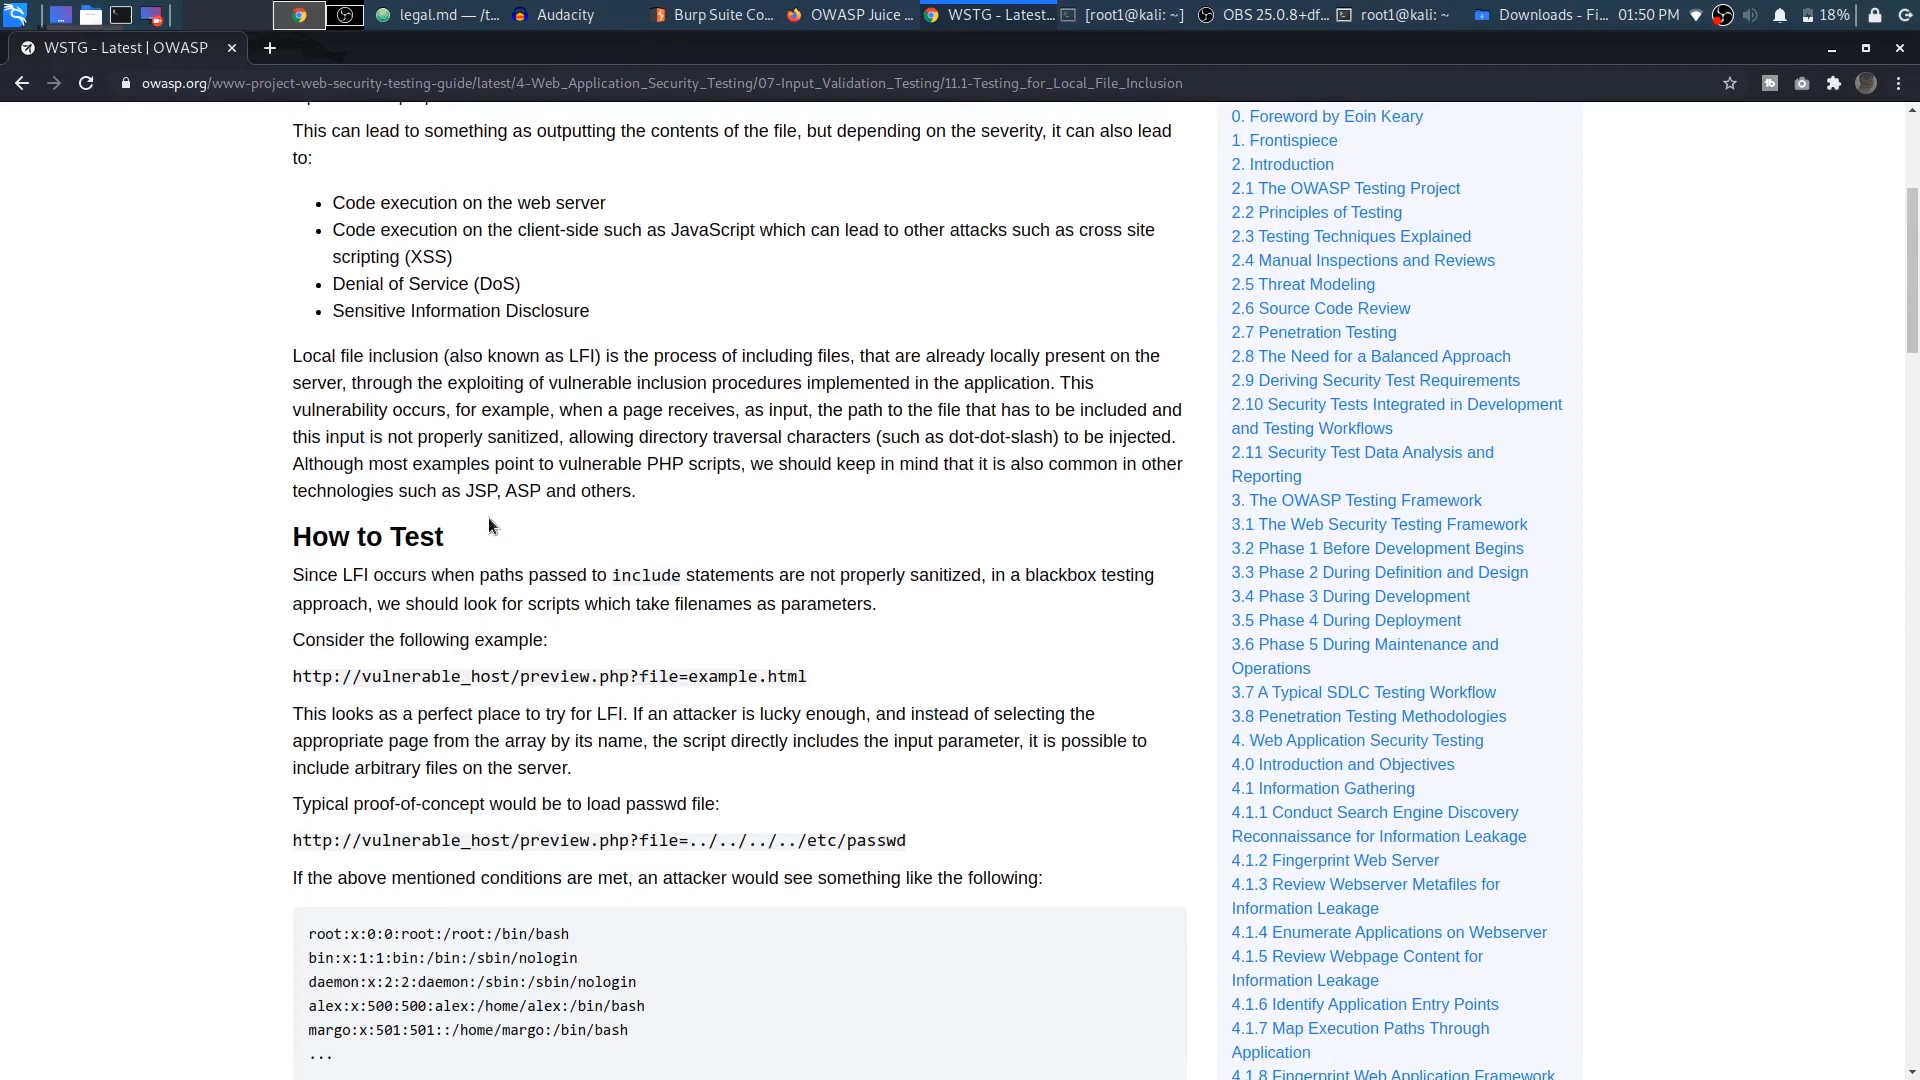 legal.md — /t...
Audacity
Burp Suite Co...
OWASP Juice ...
WSTG - Latest...
[root1@kali: ~]
OBS 25.0.8+df...
root1@kali: ~
Downloads - Fi...
01:50 PM
18%
WSTG - Latest | OWASP
owasp.org/www-project-web-security-testing-guide/latest/4-Web_Application_Security_Testing/07-Input_Validation_Testing/11.1-Testing_for_Local_File_Inclusion
This can lead to something as outputting the contents of the file, but depending on the severity, it can also lead
to:
• Code execution on the web server
• Code execution on the client-side such as JavaScript which can lead to other attacks such as cross site
scripting (XSS)
• Denial of Service (DoS)
• Sensitive Information Disclosure
Local file inclusion (also known as LFI) is the process of including files, that are already locally present on the
server, through the exploiting of vulnerable inclusion procedures implemented in the application. This
vulnerability occurs, for example, when a page receives, as input, the path to the file that has to be included and
this input is not properly sanitized, allowing directory traversal characters (such as dot-dot-slash) to be injected.
Although most examples point to vulnerable PHP scripts, we should keep in mind that it is also common in other
technologies such as JSP, ASP and others.
How to Test
Since LFI occurs when paths passed to include statements are not properly sanitized, in a blackbox testing
approach, we should look for scripts which take filenames as parameters.
Consider the following example:
http://vulnerable_host/preview.php?file=example.html
This looks as a perfect place to try for LFI. If an attacker is lucky enough, and instead of selecting the
appropriate page from the array by its name, the script directly includes the input parameter, it is possible to
include arbitrary files on the server.
Typical proof-of-concept would be to load passwd file:
http://vulnerable_host/preview.php?file=../../../../etc/passwd
If the above mentioned conditions are met, an attacker would see something like the following:
root:x:0:0:root:/root:/bin/bash
bin:x:1:1:bin:/bin:/sbin/nologin
daemon:x:2:2:daemon:/sbin:/sbin/nologin
alex:x:500:500:alex:/home/alex:/bin/bash
margo:x:501:501::/home/margo:/bin/bash
...
0. Foreword by Eoin Keary
1. Frontispiece
2. Introduction
2.1 The OWASP Testing Project
2.2 Principles of Testing
2.3 Testing Techniques Explained
2.4 Manual Inspections and Reviews
2.5 Threat Modeling
2.6 Source Code Review
2.7 Penetration Testing
2.8 The Need for a Balanced Approach
2.9 Deriving Security Test Requirements
2.10 Security Tests Integrated in Development
and Testing Workflows
2.11 Security Test Data Analysis and
Reporting
3. The OWASP Testing Framework
3.1 The Web Security Testing Framework
3.2 Phase 1 Before Development Begins
3.3 Phase 2 During Definition and Design
3.4 Phase 3 During Development
3.5 Phase 4 During Deployment
3.6 Phase 5 During Maintenance and
Operations
3.7 A Typical SDLC Testing Workflow
3.8 Penetration Testing Methodologies
4. Web Application Security Testing
4.0 Introduction and Objectives
4.1 Information Gathering
4.1.1 Conduct Search Engine Discovery
Reconnaissance for Information Leakage
4.1.2 Fingerprint Web Server
4.1.3 Review Webserver Metafiles for
Information Leakage
4.1.4 Enumerate Applications on Webserver
4.1.5 Review Webpage Content for
Information Leakage
4.1.6 Identify Application Entry Points
4.1.7 Map Execution Paths Through
Application
4.1.8 Fingerprint Web Application Framework